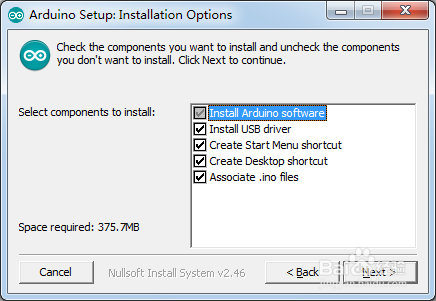 Arduino Setup: Installation Options
Check the components you want to install and uncheck the components
you don't want to install. Click Next to continue.
Select components to install:
Install Arduino software
Install USB driver
Create Start Menu shortcut
Create Desktop shortcut
Associate .ino files
Space required: 375.7MB
Cancel
Nullsoft Install System v2.46
< Back
Next >